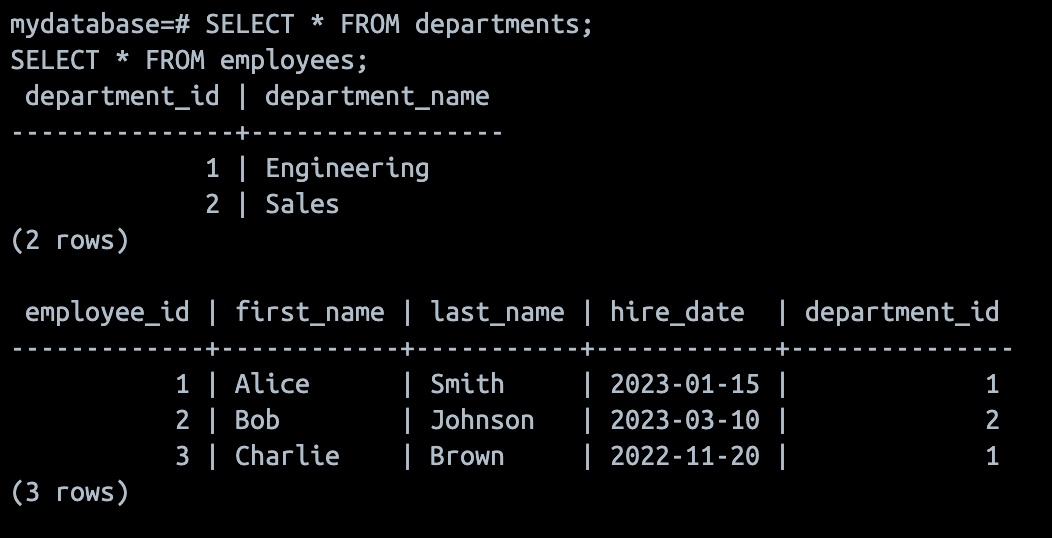 mydatabase=# SELECT * FROM departments;
SELECT * FROM employees;
 department_id | department_name
---------------+-----------------
             1 | Engineering
             2 | Sales
(2 rows)

 employee_id | first_name | last_name | hire_date  | department_id
-------------+------------+-----------+------------+---------------
           1 | Alice      | Smith     | 2023-01-15 |             1
           2 | Bob        | Johnson   | 2023-03-10 |             2
           3 | Charlie    | Brown     | 2022-11-20 |             1
(3 rows)